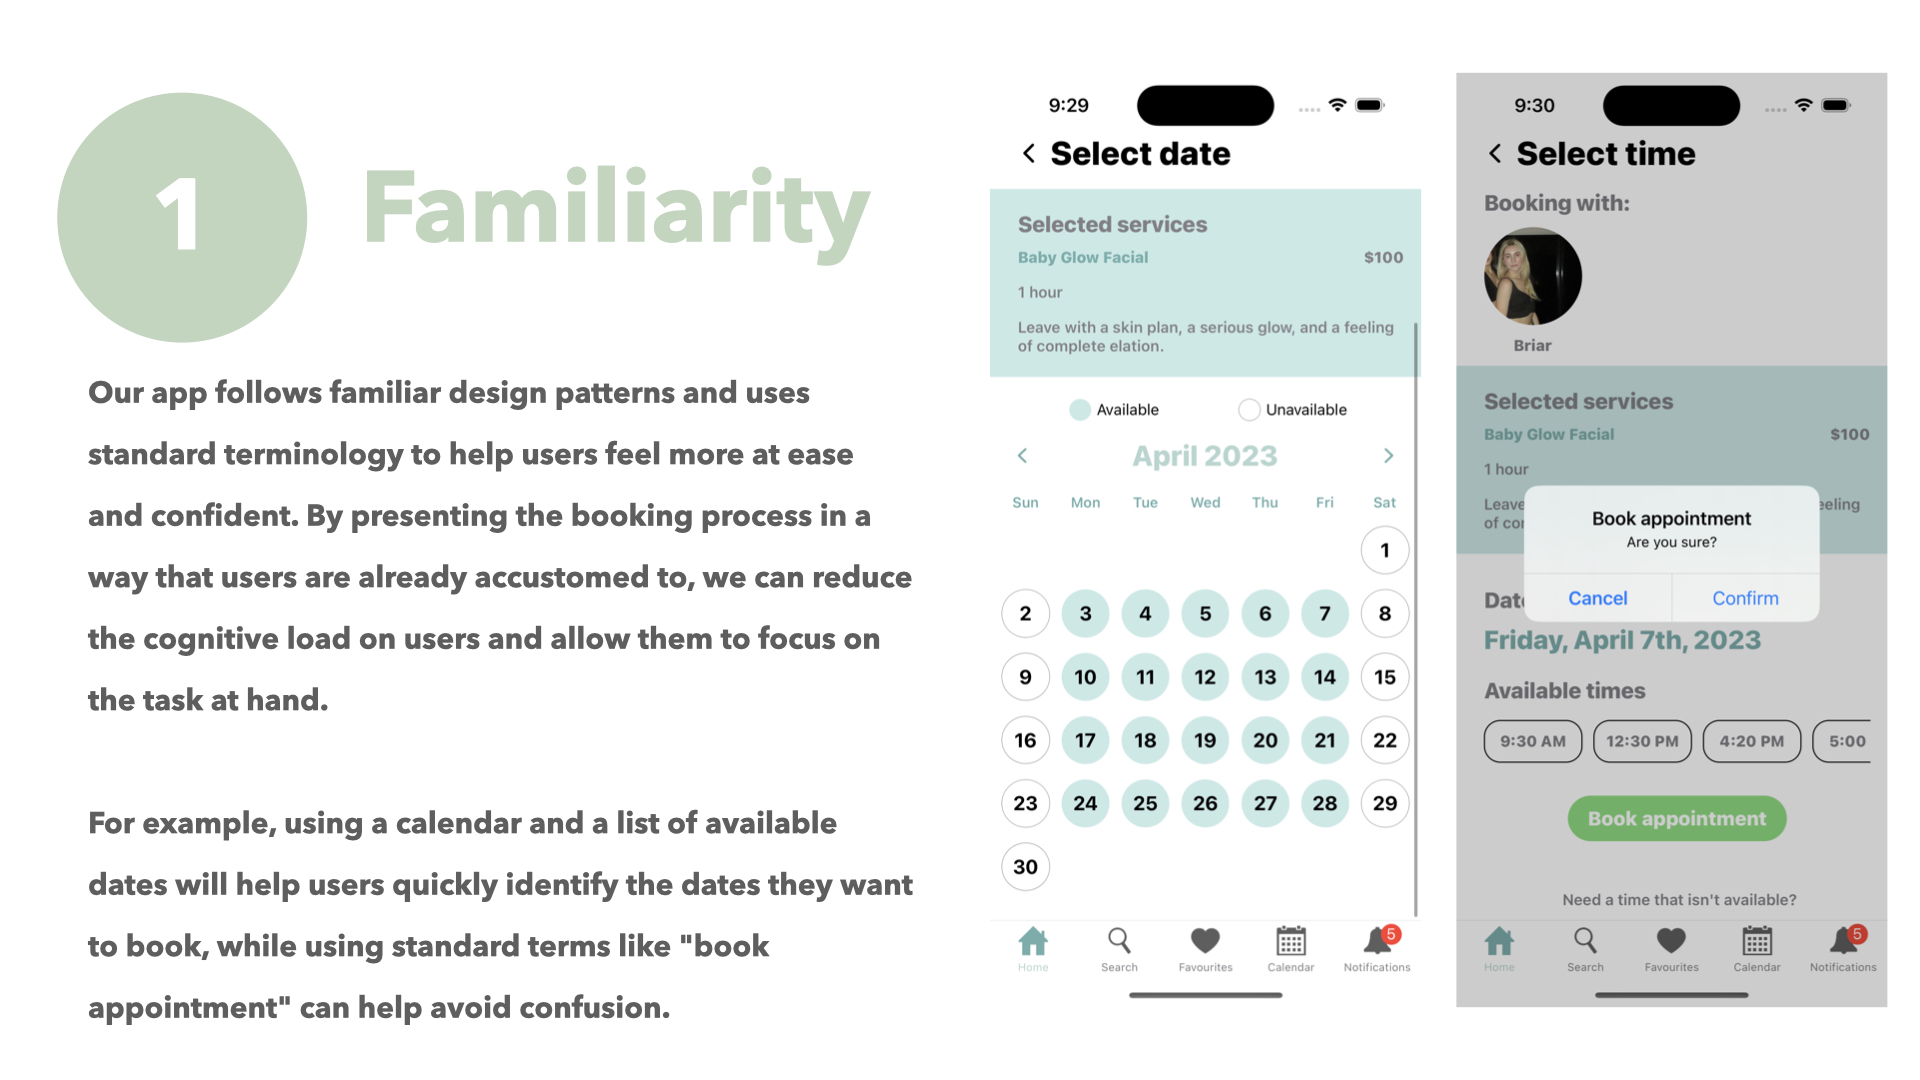 1
Familiarity
Our app follows familiar design patterns and uses
standard terminology to help users feel more at ease
and confident. By presenting the booking process in a
way that users are already accustomed to, we can reduce
the cognitive load on users and allow them to focus on
the task at hand.
For example, using a calendar and a list of available
dates will help users quickly identify the dates they want
to book, while using standard terms like "book
appointment" can help avoid confusion.
9:29
Select date
Selected services
Baby Glow Facial $100
1 hour
Leave with a skin plan, a serious glow, and a feeling
of complete elation.
Available Unavailable
April 2023
Sun Mon Tue Wed Thu Fri Sat
1
2 3 4 5 6 7 8
9 10 11 12 13 14 15
16 17 18 19 20 21 22
23 24 25 26 27 28 29
30
5
Home Search Favourites Calendar Notifications
9:30
Select time
Booking with:
Briar
Selected services
Baby Glow Facial $100
1 hour
Leave eeling
of co
Book appointment
Are you sure?
Cancel Confirm
Dat
Friday, April 7th, 2023
Available times
9:30 AM 12:30 PM 4:20 PM 5:00
Book appointment
Need a time that isn't available?
5
Home Search Favourites Calendar Notifications